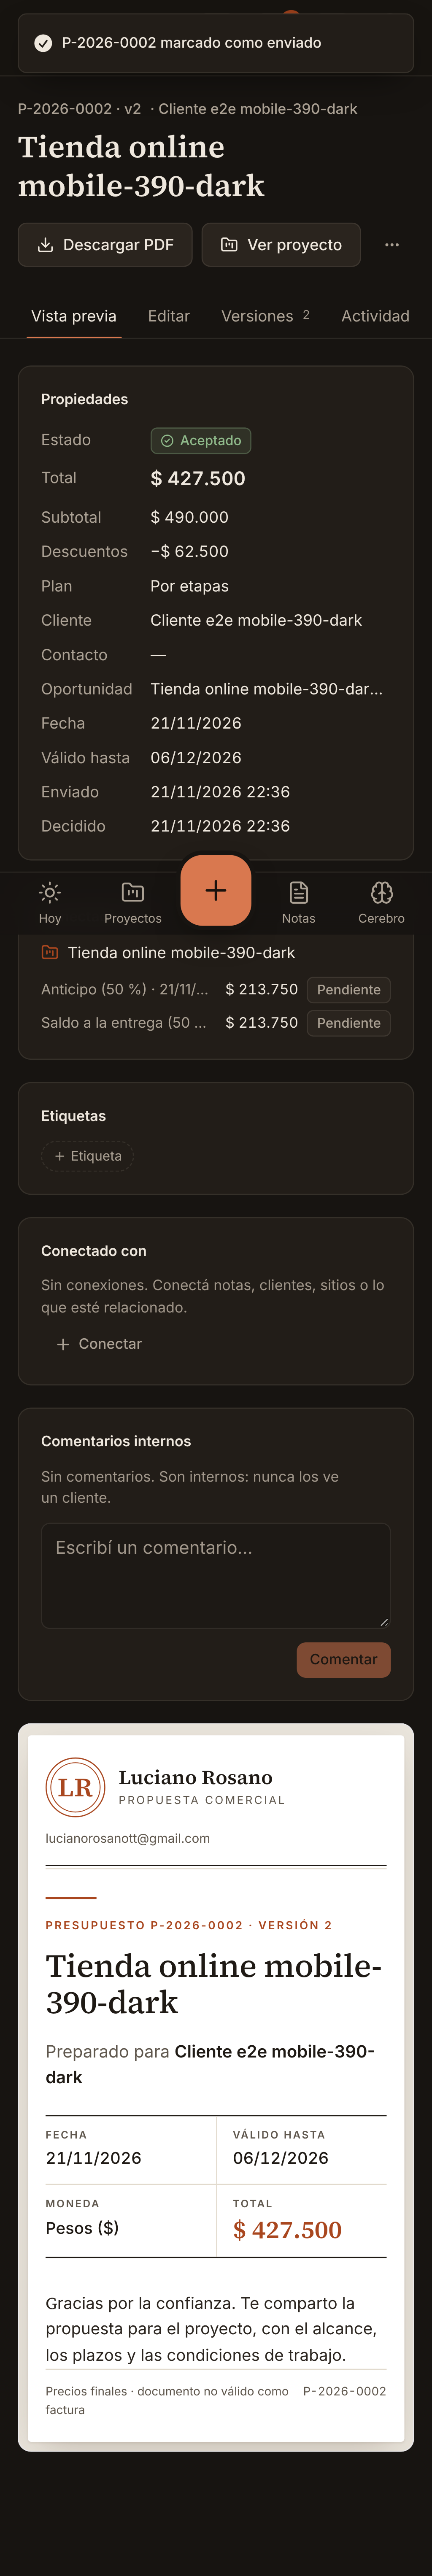 P-2026-0002 marcado como enviado
P-2026-0002 · v2 · Cliente e2e mobile-390-dark
Tienda online
mobile-390-dark
Descargar PDF
Ver proyecto
Vista previa
Editar
Versiones 2
Actividad
Propiedades
Estado Aceptado
Total $ 427.500
Subtotal $ 490.000
Descuentos −$ 62.500
Plan Por etapas
Cliente Cliente e2e mobile-390-dark
Contacto —
Oportunidad Tienda online mobile-390-dar...
Fecha 21/11/2026
Válido hasta 06/12/2026
Enviado 21/11/2026 22:36
Decidido 21/11/2026 22:36
Hoy
Proyectos
Notas
Cerebro
Tienda online mobile-390-dark
Anticipo (50 %) · 21/11/... $ 213.750 Pendiente
Saldo a la entrega (50 ... $ 213.750 Pendiente
Etiquetas
+ Etiqueta
Conectado con
Sin conexiones. Conectá notas, clientes, sitios o lo
que esté relacionado.
+ Conectar
Comentarios internos
Sin comentarios. Son internos: nunca los ve
un cliente.
Escribí un comentario...
Comentar
LR
Luciano Rosano
PROPUESTA COMERCIAL
lucianorosanott@gmail.com
PRESUPUESTO P-2026-0002 · VERSIÓN 2
Tienda online mobile-
390-dark
Preparado para Cliente e2e mobile-390-
dark
FECHA
21/11/2026
VÁLIDO HASTA
06/12/2026
MONEDA
Pesos ($)
TOTAL
$ 427.500
Gracias por la confianza. Te comparto la
propuesta para el proyecto, con el alcance,
los plazos y las condiciones de trabajo.
Precios finales · documento no válido como
factura
P-2026-0002